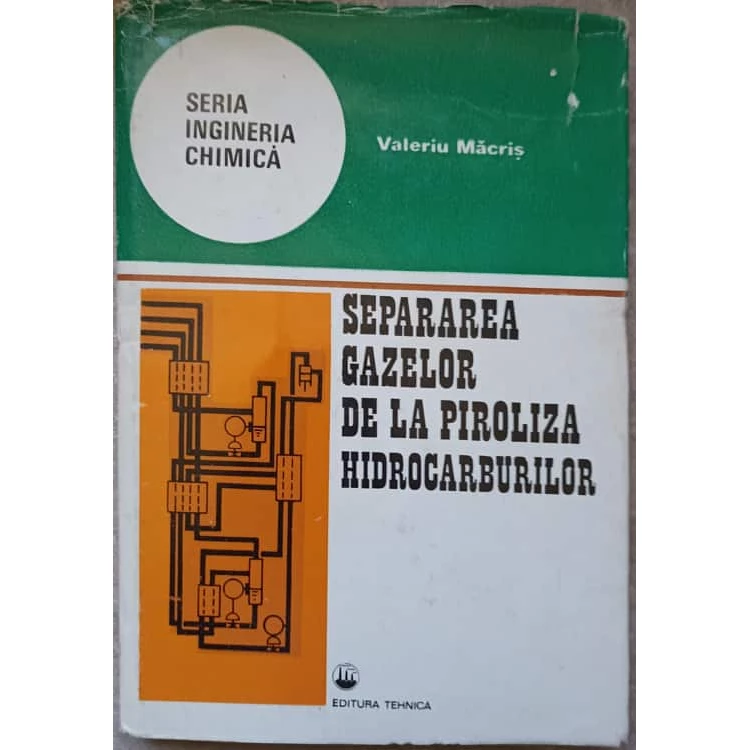 SERIA
INGINERIA
CHIMICĂ
Valeriu Măcriș
SEPARAREA
GAZELOR
DE LA PIROLIZA
HIDROCARBURILOR
EDITURA TEHNICĂ